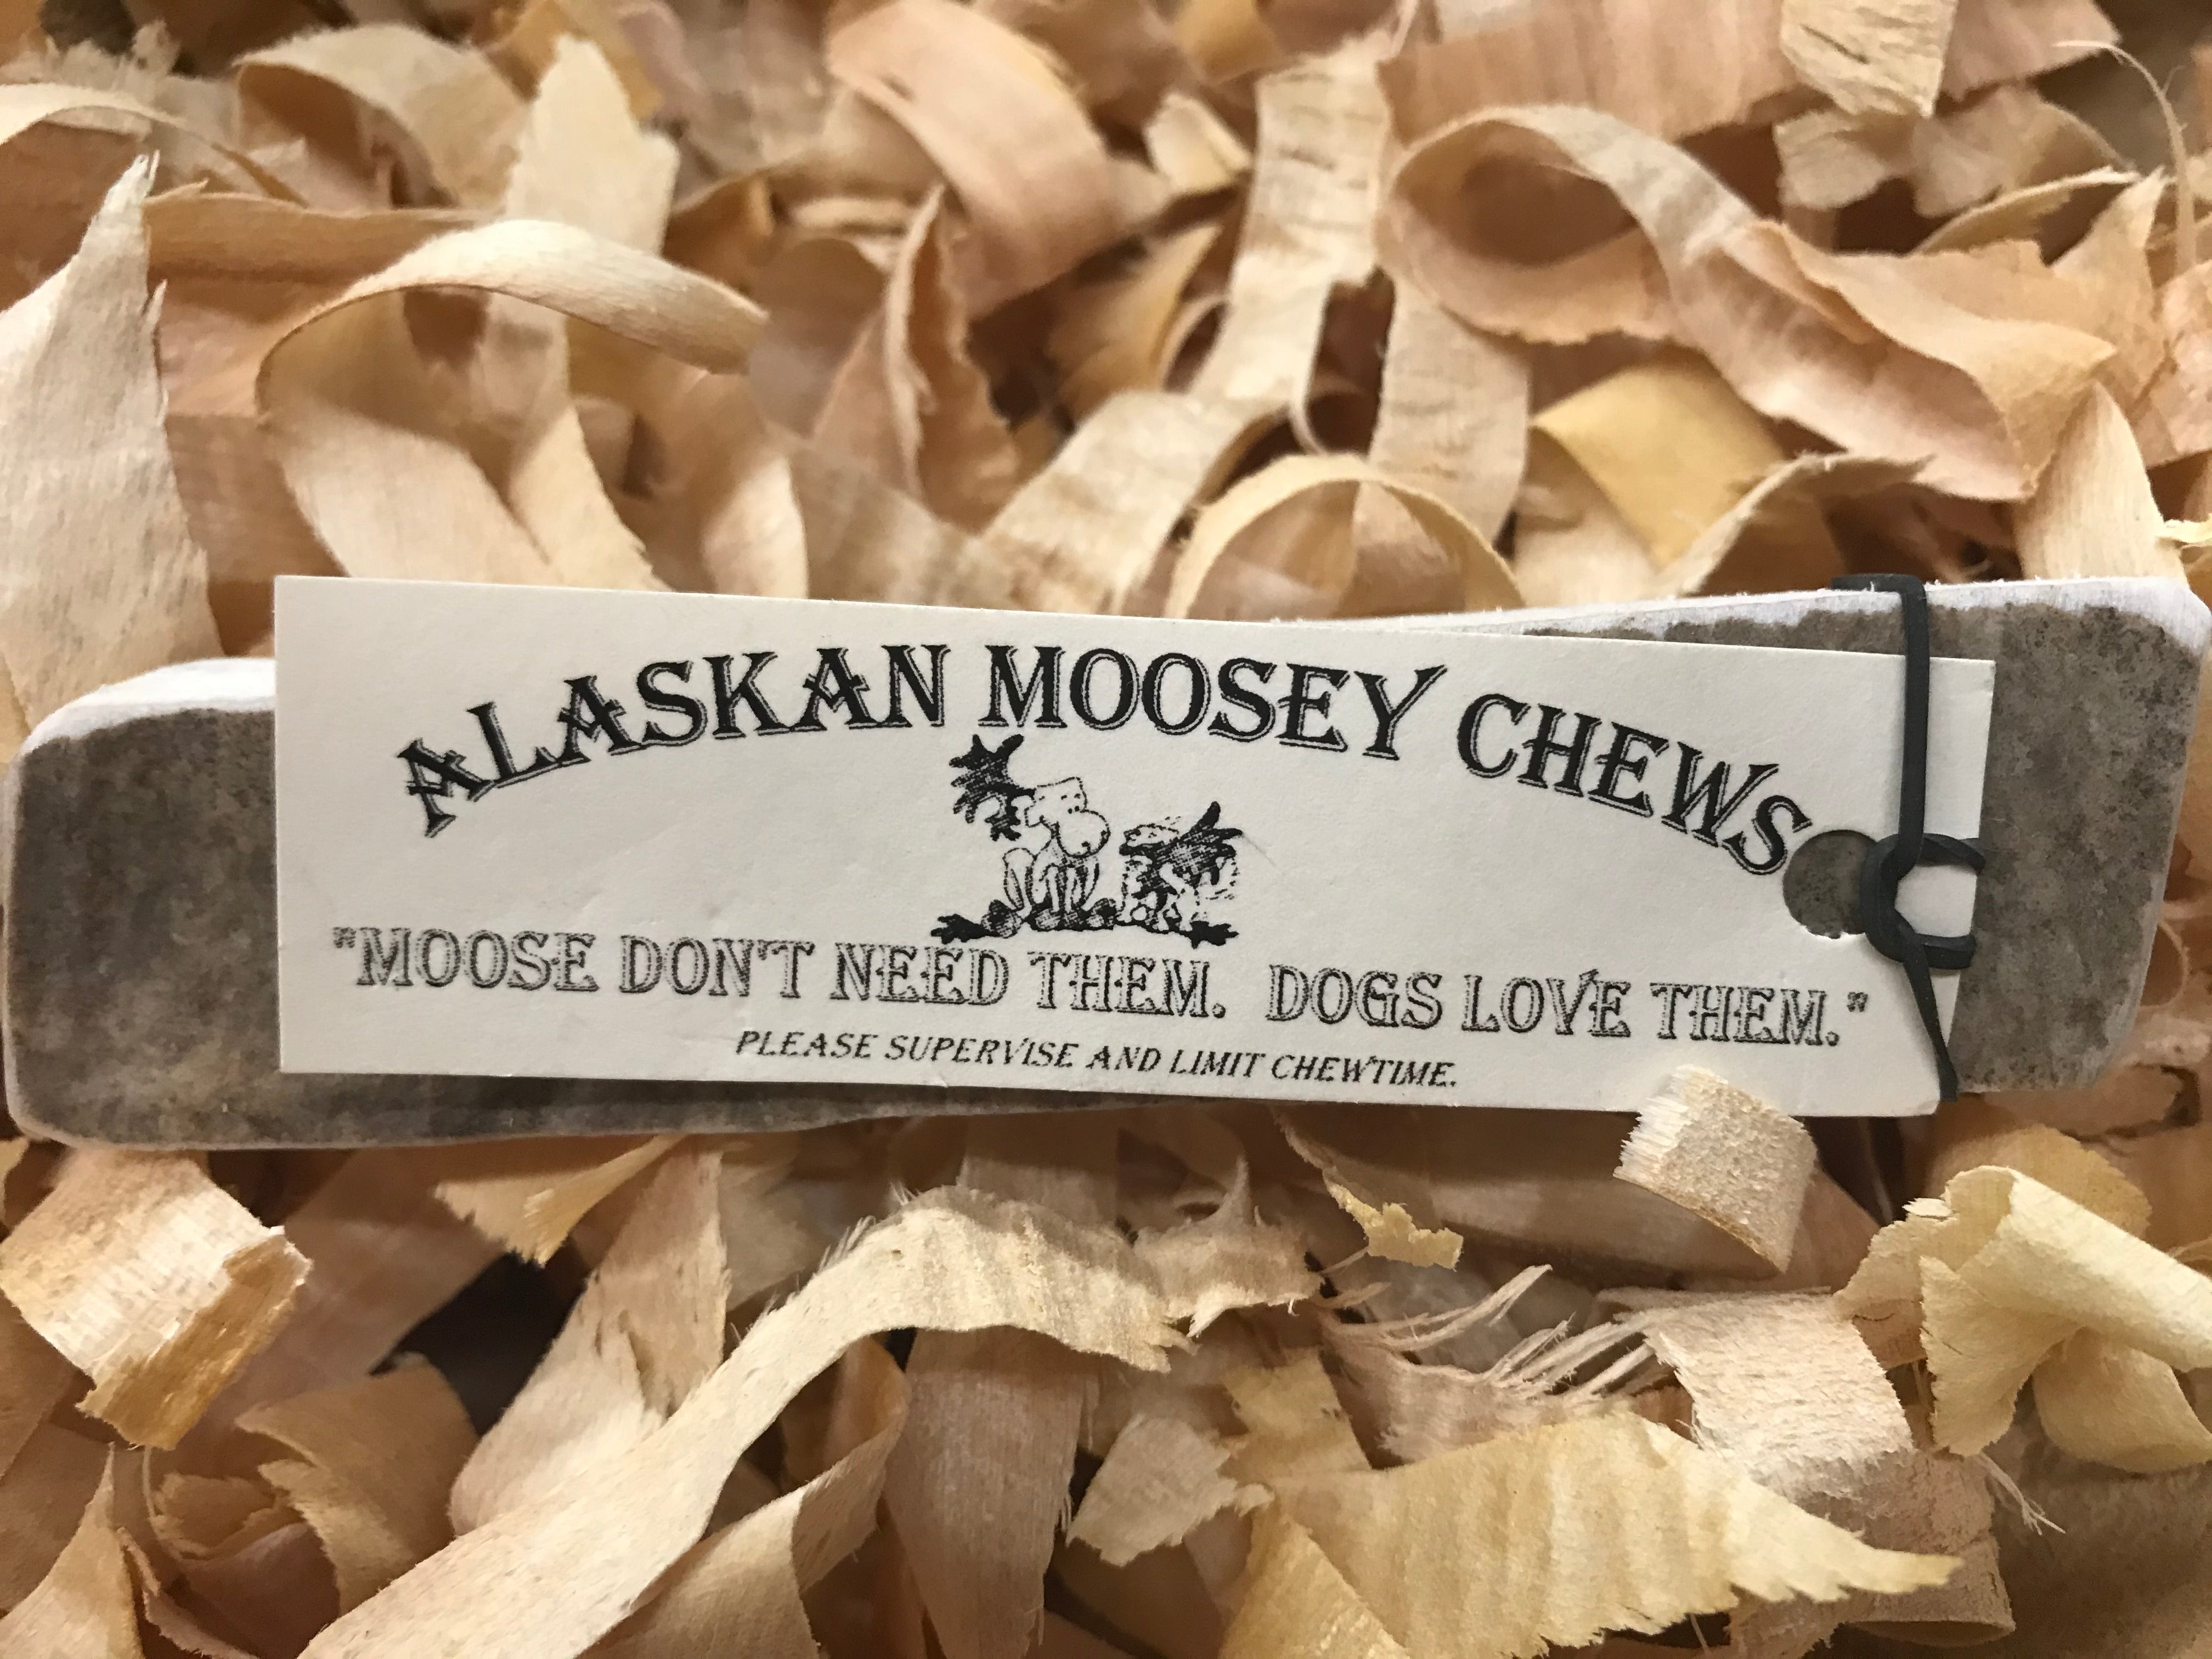 ALASKAN MOOSEY CHEWS
"MOOSE DON'T NEED THEM. DOGS LOVE THEM."
PLEASE SUPERVISE AND LIMIT CHEWTIME.